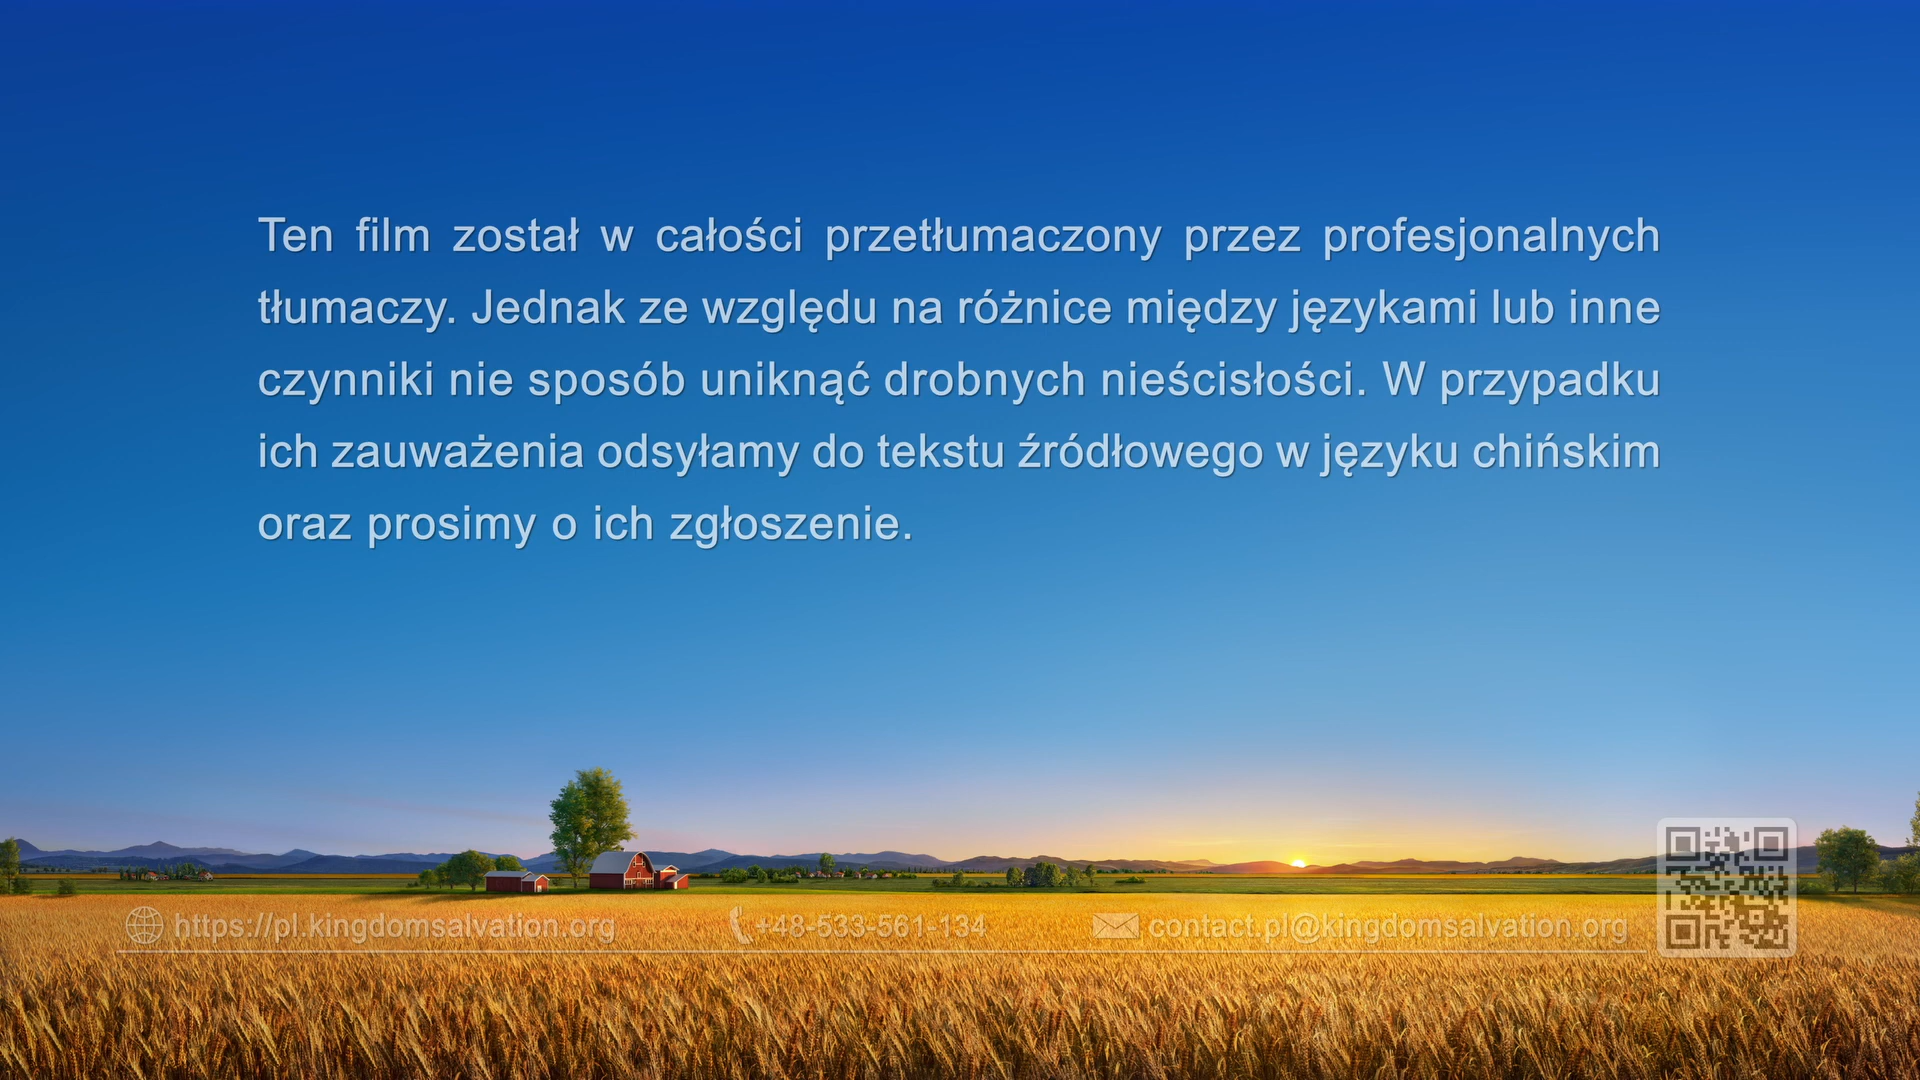 Ten film został w całości przetłumaczony przez profesjonalnych
tłumaczy. Jednak ze względu na różnice między językami lub inne
czynniki nie sposób uniknąć drobnych nieścisłości. W przypadku
ich zauważenia odsyłamy do tekstu źródłowego w języku chińskim
oraz prosimy o ich zgłoszenie.
https://pl.kingdomsalvation.org +48-533-561-134 contact.pl@kingdomsalvation.org